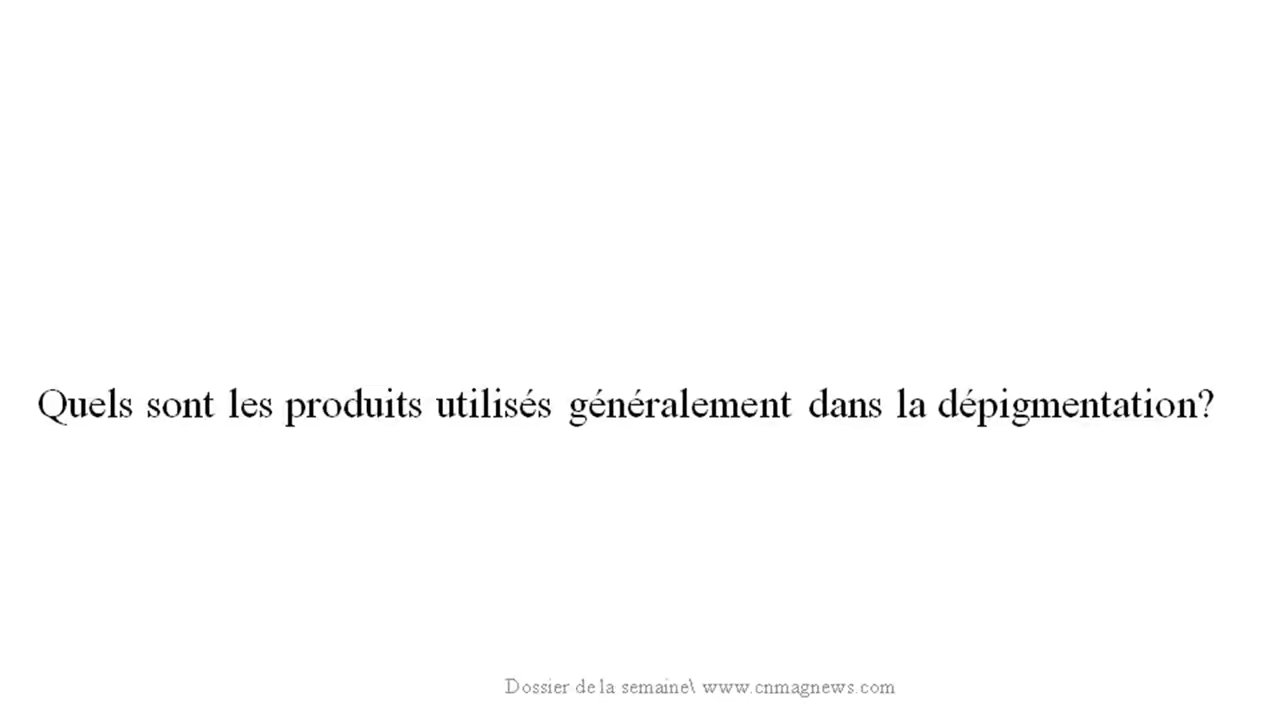 Quels sont les produits utilisés généralement dans la dépigmentation?
Dossier de la semaine\ www.cnmagnews.com